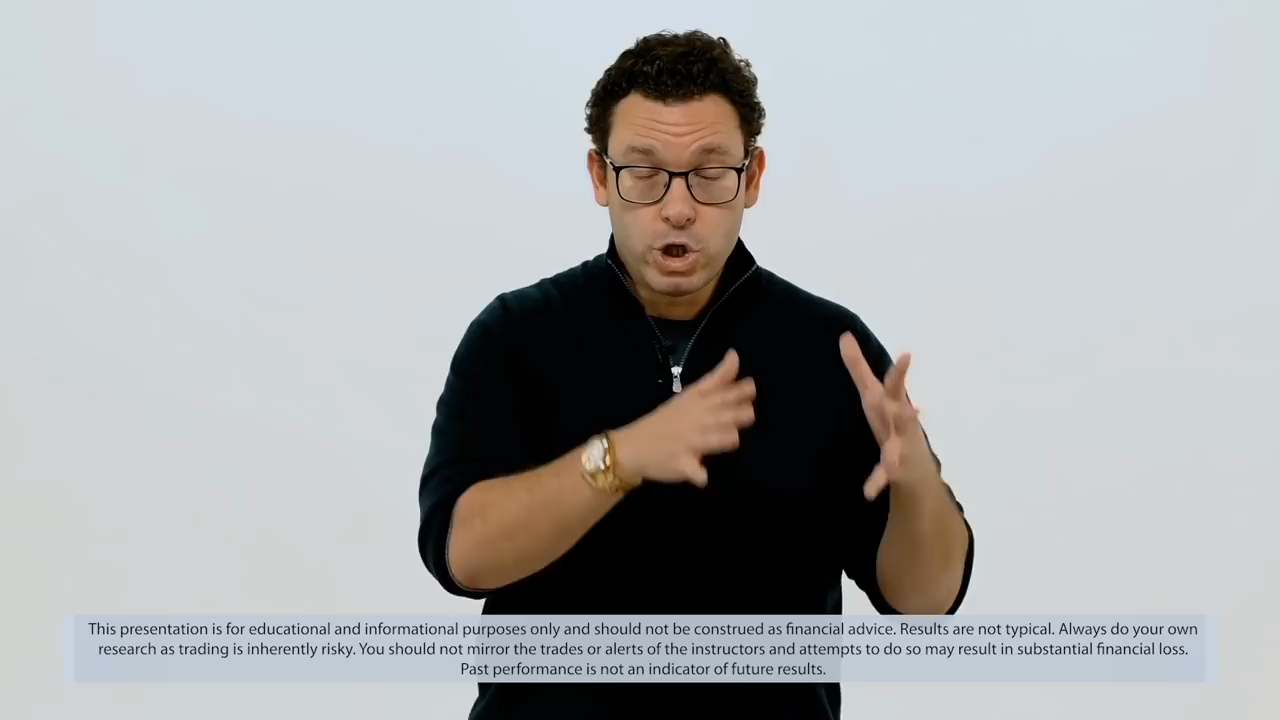 This presentation is for educational and informational purposes only and should not be construed as financial advice. Results are not typical. Always do your own
research as trading is inherently risky. You should not mirror the trades or alerts of the instructors and attempts to do so may result in substantial financial loss.
Past performance is not an indicator of future results.